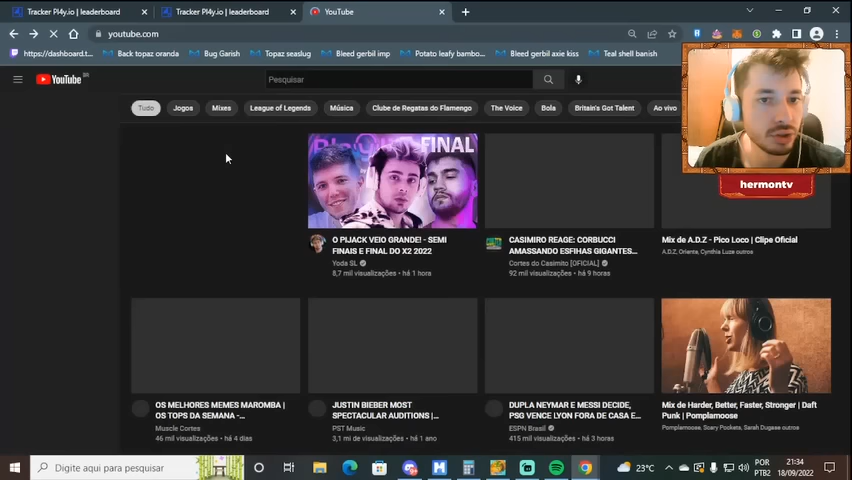 Tracker Pl4y.io | leaderboard
Tracker Pl4y.io | leaderboard
YouTube
youtube.com
https://dashboard.t...
Back topaz oranda
Bug Garish
Topaz seaslug
Bleed gerbil imp
Potato leafy bambo...
Bleed gerbil axie kiss
Teal shell banish
YouTube BR
Pesquisar
Tudo
Jogos
Mixes
League of Legends
Música
Clube de Regatas do Flamengo
The Voice
Bola
Britain's Got Talent
Ao vivo
hermontv
FINAL
O PIJACK VEIO GRANDE! - SEMI
FINAIS E FINAL DO X2 2022
Yoda SL
8,7 mil visualizações • há 1 hora
CASIMIRO REAGE: CORBUCCI
AMASSANDO ESFIHAS GIGANTES...
Cortes do Casimito [OFICIAL]
92 mil visualizações • há 9 horas
Mix de A.D.Z - Pico Loco | Clipe Oficial
A.D.Z, Orienta, Cynthia Luze outros
OS MELHORES MEMES MAROMBA |
OS TOPS DA SEMANA -...
Muscle Cortes
46 mil visualizações • há 4 dias
JUSTIN BIEBER MOST
SPECTACULAR AUDITIONS |...
PST Music
3,1 mi de visualizações • há 1 ano
DUPLA NEYMAR E MESSI DECIDE,
PSG VENCE LYON FORA DE CASA E...
ESPN Brasil
415 mil visualizações • há 3 horas
Mix de Harder, Better, Faster, Stronger | Daft
Punk | Pomplamoose
Pomplamoose, Scary Pockets, Sarah Dugase outros
Digite aqui para pesquisar
23°C
POR
PTB2
21:34
18/09/2022